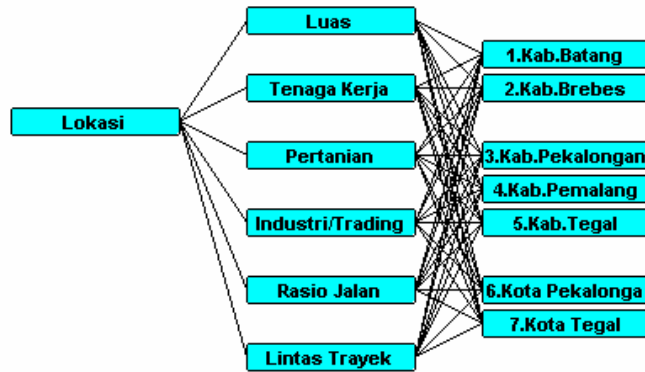 Lokasi
Luas
Tenaga Kerja
Pertanian
Industri/Trading
Rasio Jalan
Lintas Trayek
1.Kab.Batang
2.Kab.Brebes
3.Kab.Pekalongan
4.Kab.Pemalang
5.Kab.Tegal
6.Kota Pekalonga
7.Kota Tegal